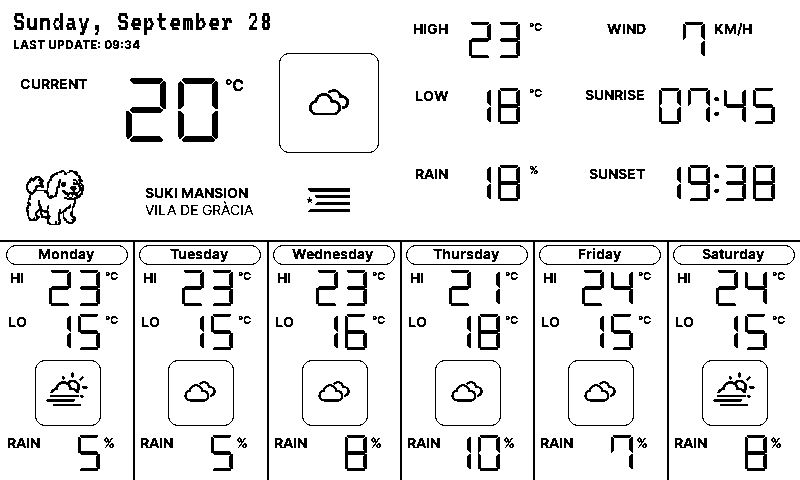 Sunday, September 28
LAST UPDATE: 09:34
CURRENT 20 °C
HIGH 23 °C
WIND 7 KM/H
LOW 18 °C
SUNRISE 07:45
RAIN 18 %
SUNSET 19:38
SUKI MANSION
VILA DE GRÀCIA
Monday
HI 23 °C
LO 15 °C
RAIN 5 %
Tuesday
HI 23 °C
LO 15 °C
RAIN 5 %
Wednesday
HI 23 °C
LO 16 °C
RAIN 8 %
Thursday
HI 21 °C
LO 18 °C
RAIN 10 %
Friday
HI 24 °C
LO 15 °C
RAIN 7 %
Saturday
HI 24 °C
LO 15 °C
RAIN 8 %